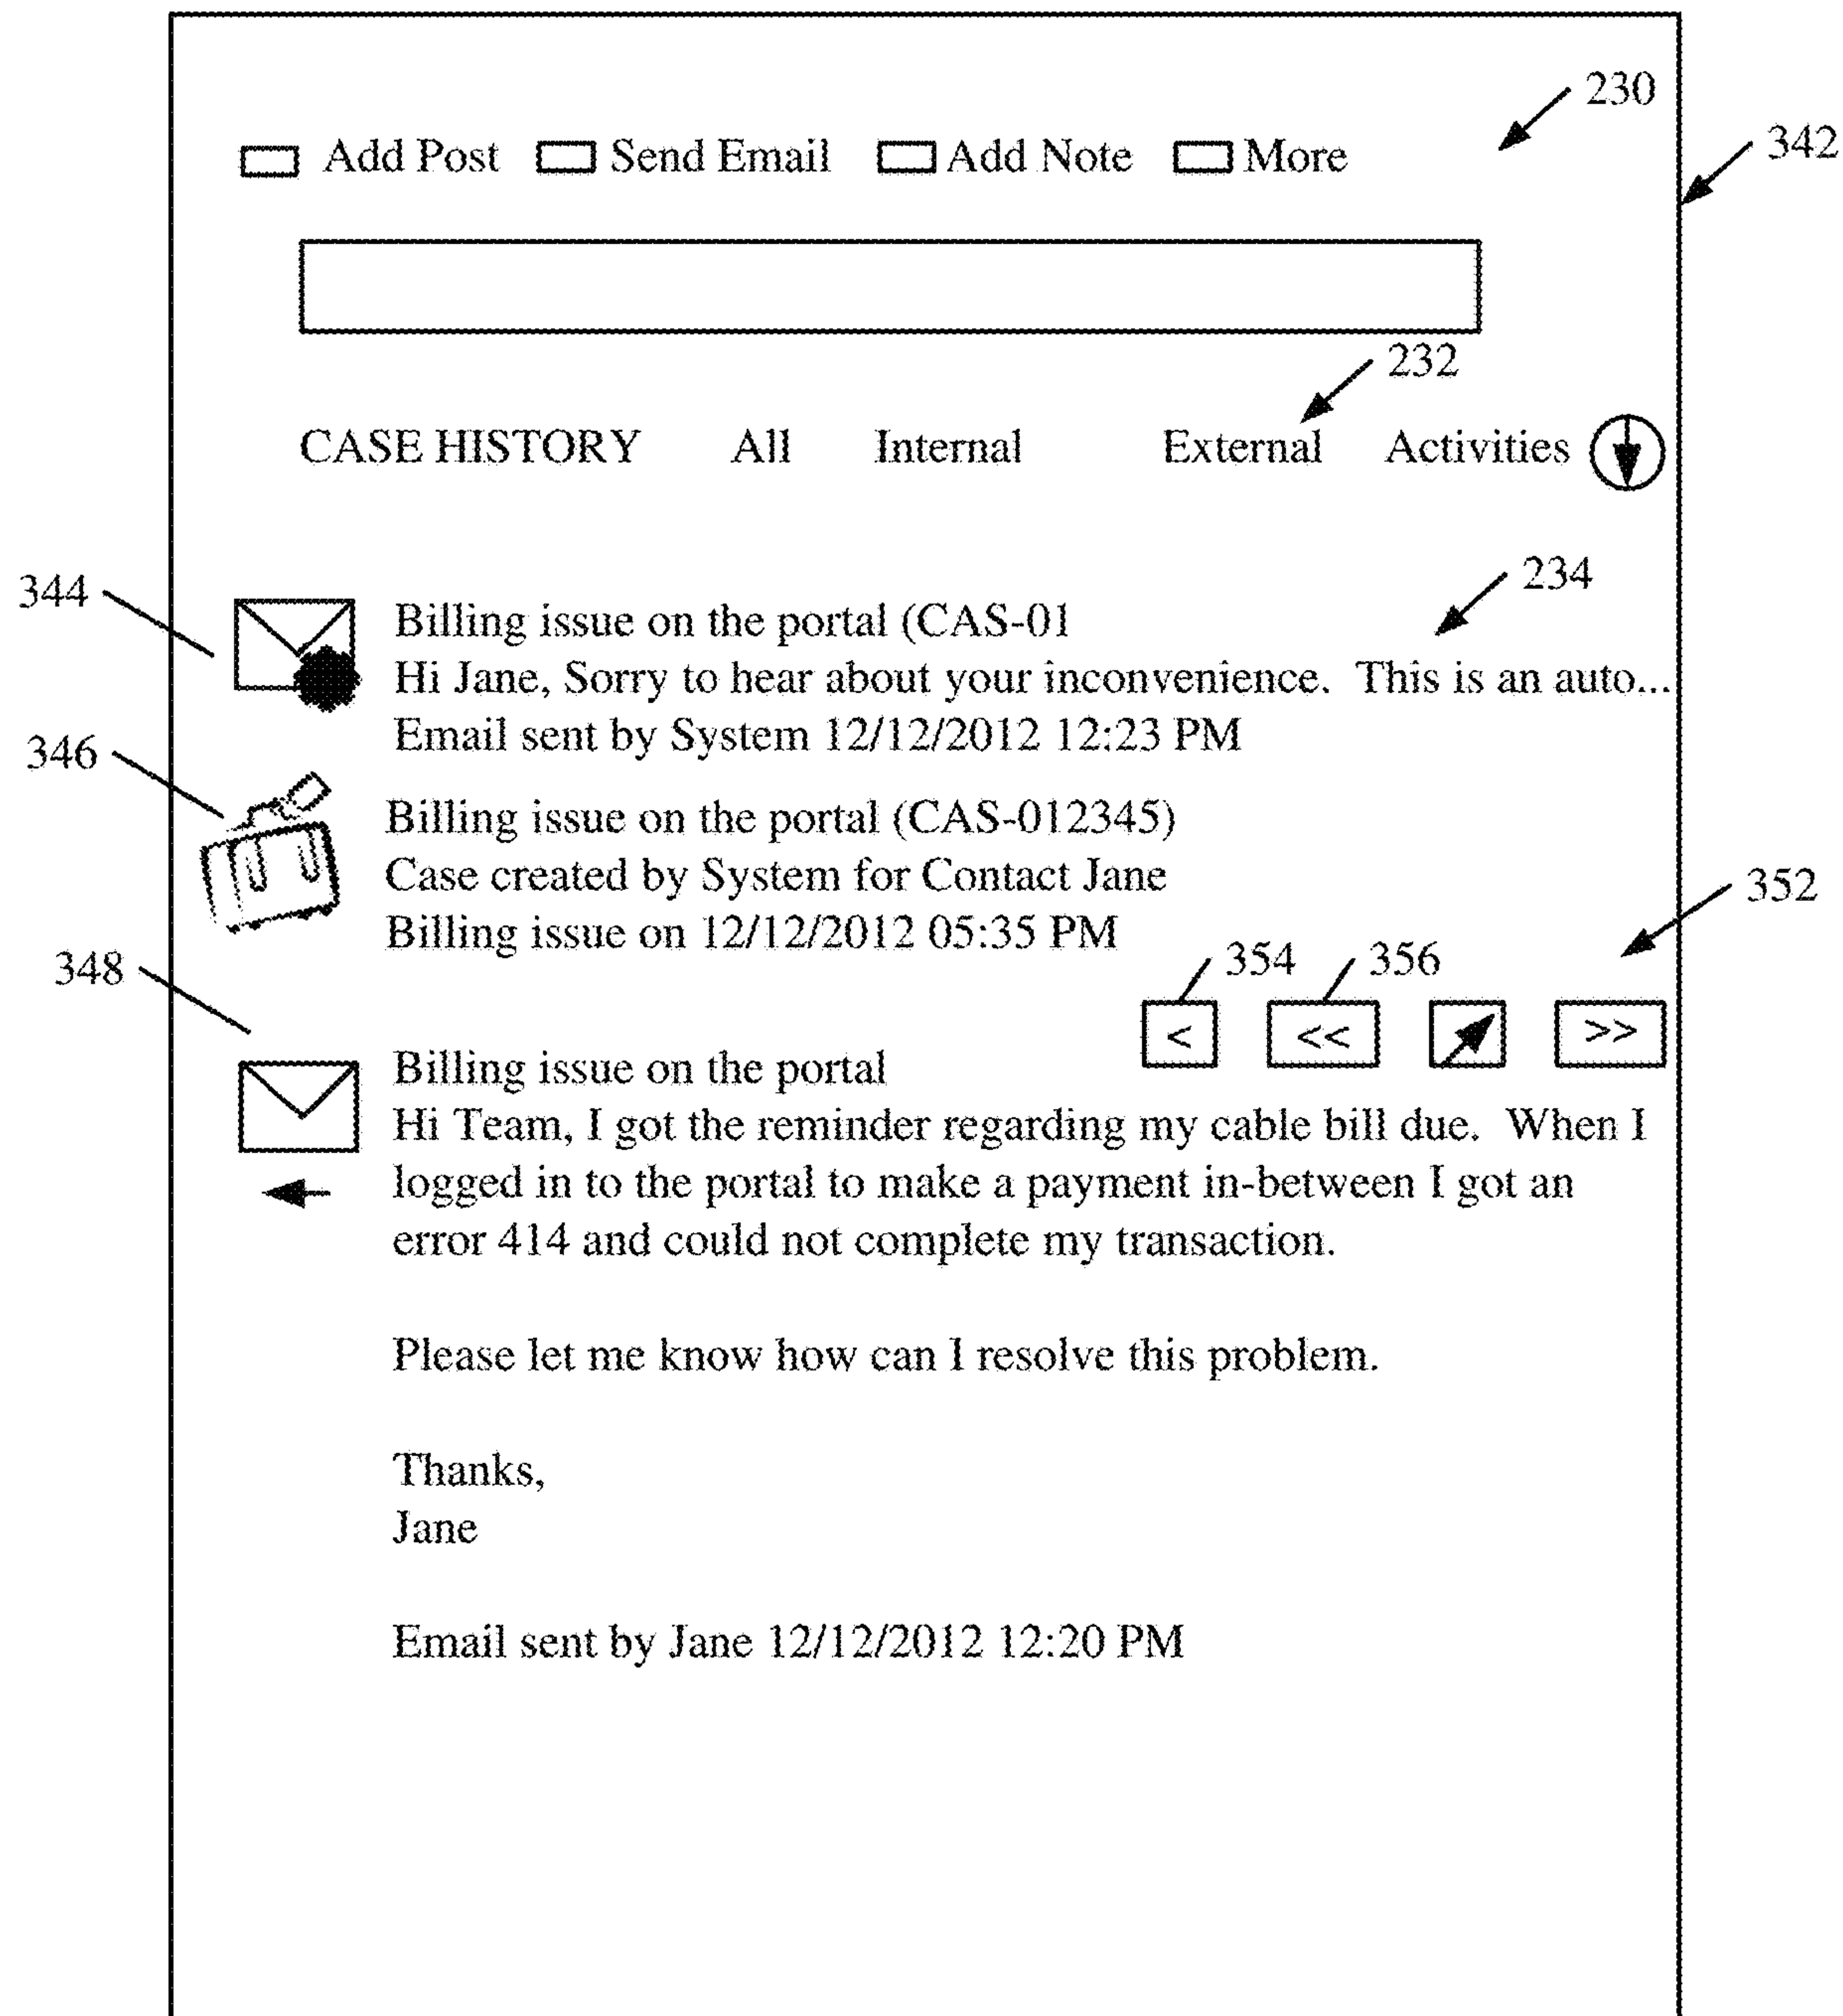 230
342
Add Post Send Email Add Note More
232
CASE HISTORY All Internal External Activities
234
344
Billing issue on the portal (CAS-01
Hi Jane, Sorry to hear about your inconvenience. This is an auto...
Email sent by System 12/12/2012 12:23 PM
346
Billing issue on the portal (CAS-012345)
Case created by System for Contact Jane
352
Billing issue on 12/12/2012 05:35 PM
348
354 356
< << >>
Billing issue on the portal
Hi Team, I got the reminder regarding my cable bill due. When I
logged in to the portal to make a payment in-between I got an
error 414 and could not complete my transaction.
Please let me know how can I resolve this problem.
Thanks,
Jane
Email sent by Jane 12/12/2012 12:20 PM